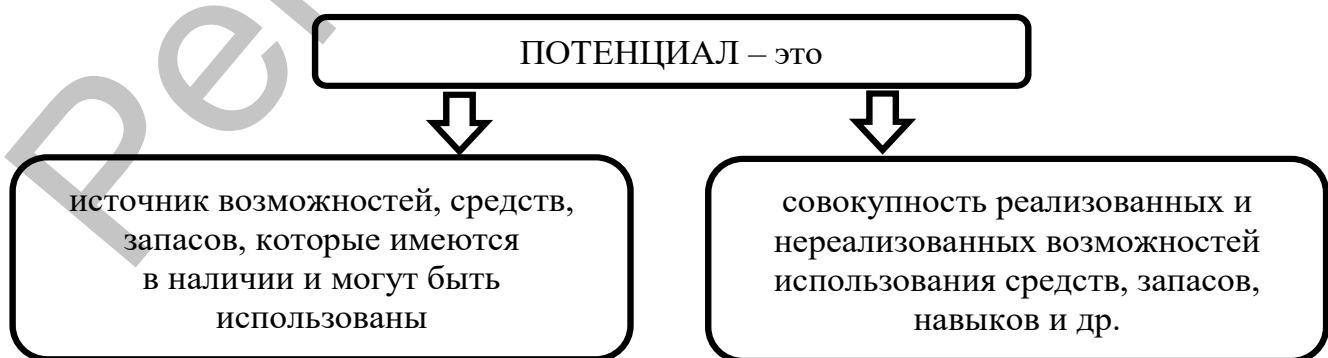 ПОТЕНЦИАЛ – это
источник возможностей, средств,
запасов, которые имеются
в наличии и могут быть
использованы
совокупность реализованных и
нереализованных возможностей
использования средств, запасов,
навыков и др.